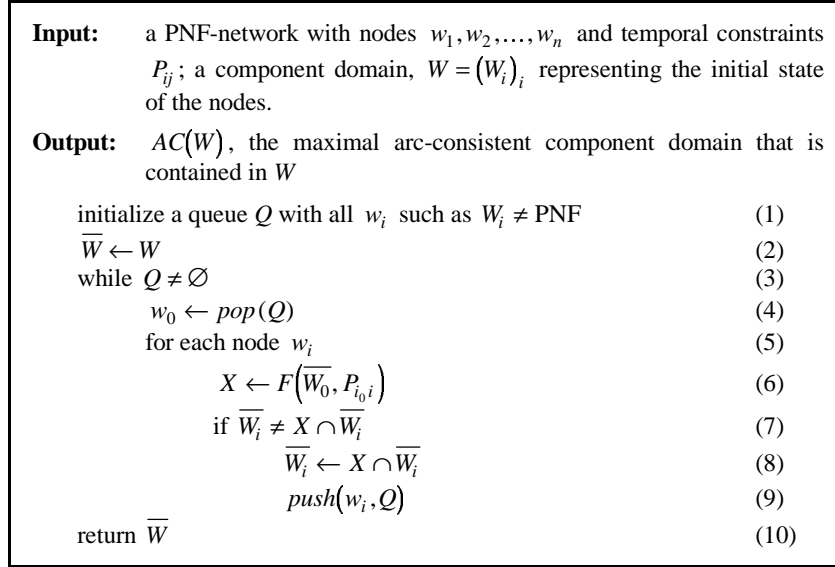 Input: a PNF-network with nodes w₁, w₂,..., wₙ and temporal constraints
Pᵢⱼ; a component domain, W = (Wᵢ)ᵢ representing the initial state
of the nodes.
Output: AC(W), the maximal arc-consistent component domain that is
contained in W
initialize a queue Q with all wᵢ such as Wᵢ ≠ PNF (1)
W̅ ← W (2)
while Q ≠ ∅ (3)
w₀ ← pop(Q) (4)
for each node wᵢ (5)
X ← F(W̅₀, P_{i₀i}) (6)
if W̅ᵢ ≠ X ∩ W̅ᵢ (7)
W̅ᵢ ← X ∩ W̅ᵢ (8)
push(wᵢ, Q) (9)
return W̅ (10)